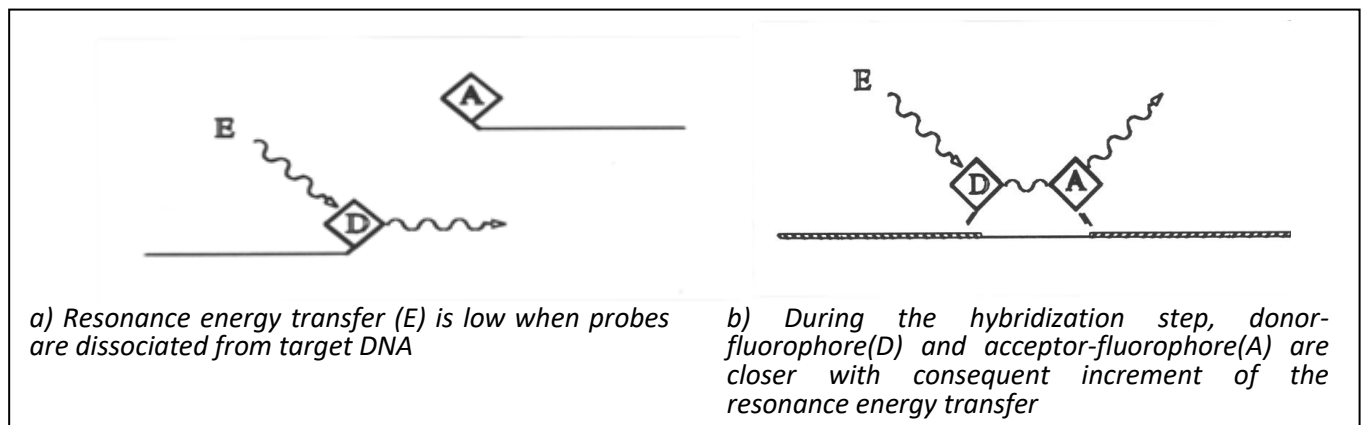 A
E
D
a) Resonance energy transfer (E) is low when probes
are dissociated from target DNA
E
D
A
b) During the hybridization step, donor-
fluorophore(D) and acceptor-fluorophore(A) are
closer with consequent increment of the
resonance energy transfer